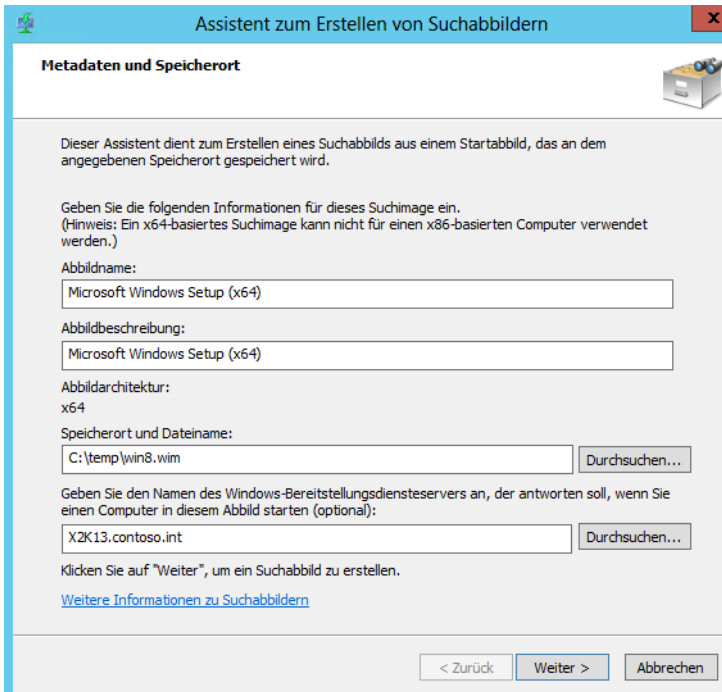 Assistent zum Erstellen von Suchabbildern
x
Metadaten und Speicherort
Dieser Assistent dient zum Erstellen eines Suchabbilds aus einem Startabbild, das an dem
angegebenen Speicherort gespeichert wird.
Geben Sie die folgenden Informationen für dieses Suchimage ein.
(Hinweis: Ein x64-basiertes Suchimage kann nicht für einen x86-basierten Computer verwendet
werden.)
Abbildname:
Microsoft Windows Setup (x64)
Abbildbeschreibung:
Microsoft Windows Setup (x64)
Abbildarchitektur:
x64
Speicherort und Dateiname:
C:\temp\win8.wim
Durchsuchen...
Geben Sie den Namen des Windows-Bereitstellungsdiensteservers an, der antworten soll, wenn Sie
einen Computer in diesem Abbild starten (optional):
X2K13.contoso.int
Durchsuchen...
Klicken Sie auf "Weiter", um ein Suchabbild zu erstellen.
Weitere Informationen zu Suchabbildern
< Zurück Weiter > Abbrechen